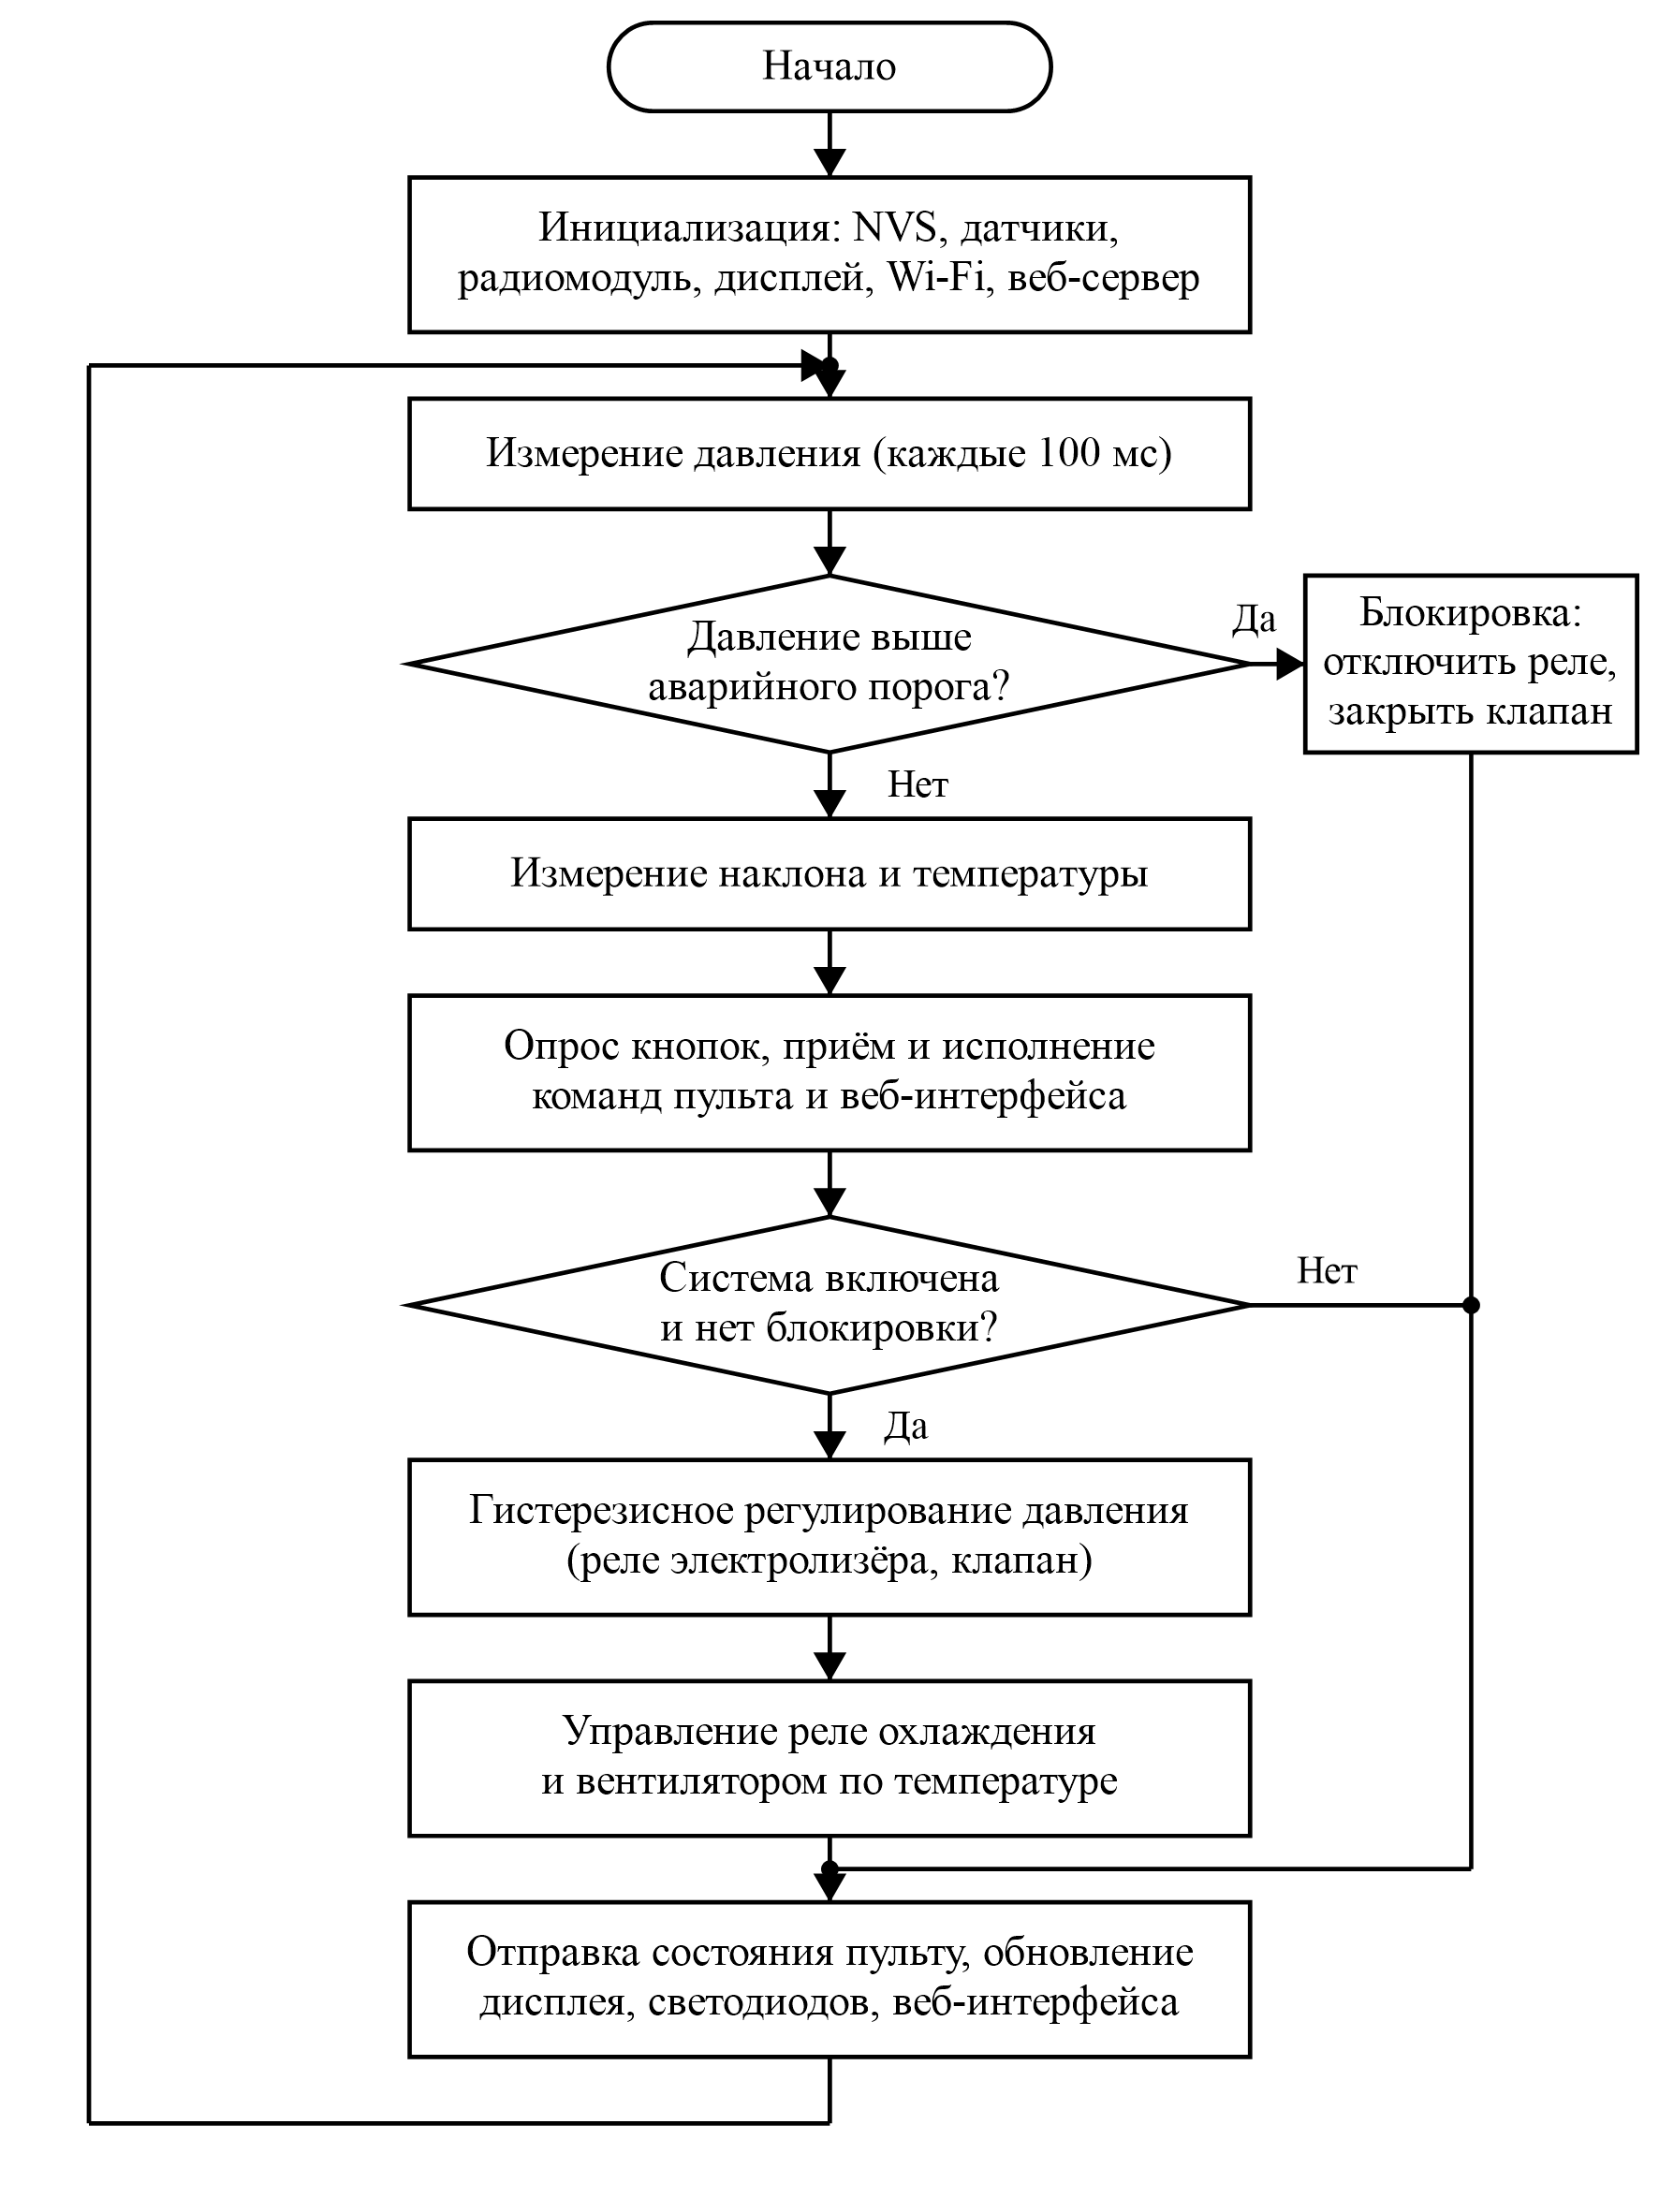 Начало
Инициализация: NVS, датчики,
радиомодуль, дисплей, Wi-Fi, веб-сервер
Измерение давления (каждые 100 мс)
Давление выше
аварийного порога?
Да
Блокировка:
отключить реле,
закрыть клапан
Нет
Измерение наклона и температуры
Опрос кнопок, приём и исполнение
команд пульта и веб-интерфейса
Система включена
и нет блокировки?
Нет
Да
Гистерезисное регулирование давления
(реле электролизёра, клапан)
Управление реле охлаждения
и вентилятором по температуре
Отправка состояния пульту, обновление
дисплея, светодиодов, веб-интерфейса